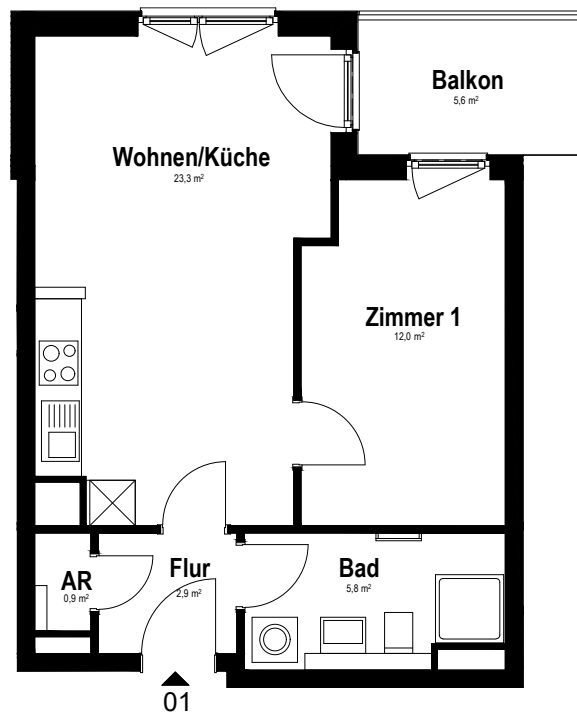 Balkon
5,6 m²
Wohnen/Küche
23,3 m²
Zimmer 1
12,0 m²
AR
0,9 m²
Flur
2,9 m²
Bad
5,8 m²
01